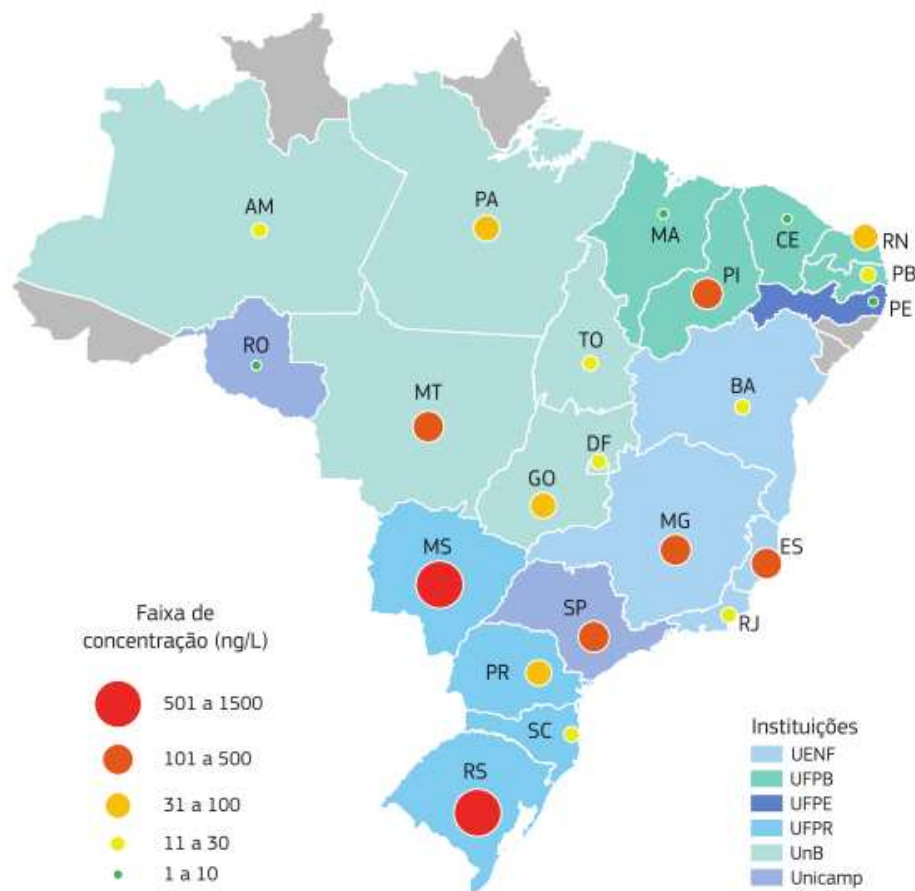 AM
PA
MA
CE
RN
PI
PB
PE
RO
TO
MT
BA
DF
GO
MG
ES
MS
SP
RJ
PR
SC
RS
Faixa de
concentração (ng/L)
501 a 1500
101 a 500
31 a 100
11 a 30
1 a 10
Instituições
UENF
UFPB
UFPE
UFPR
UnB
Unicamp